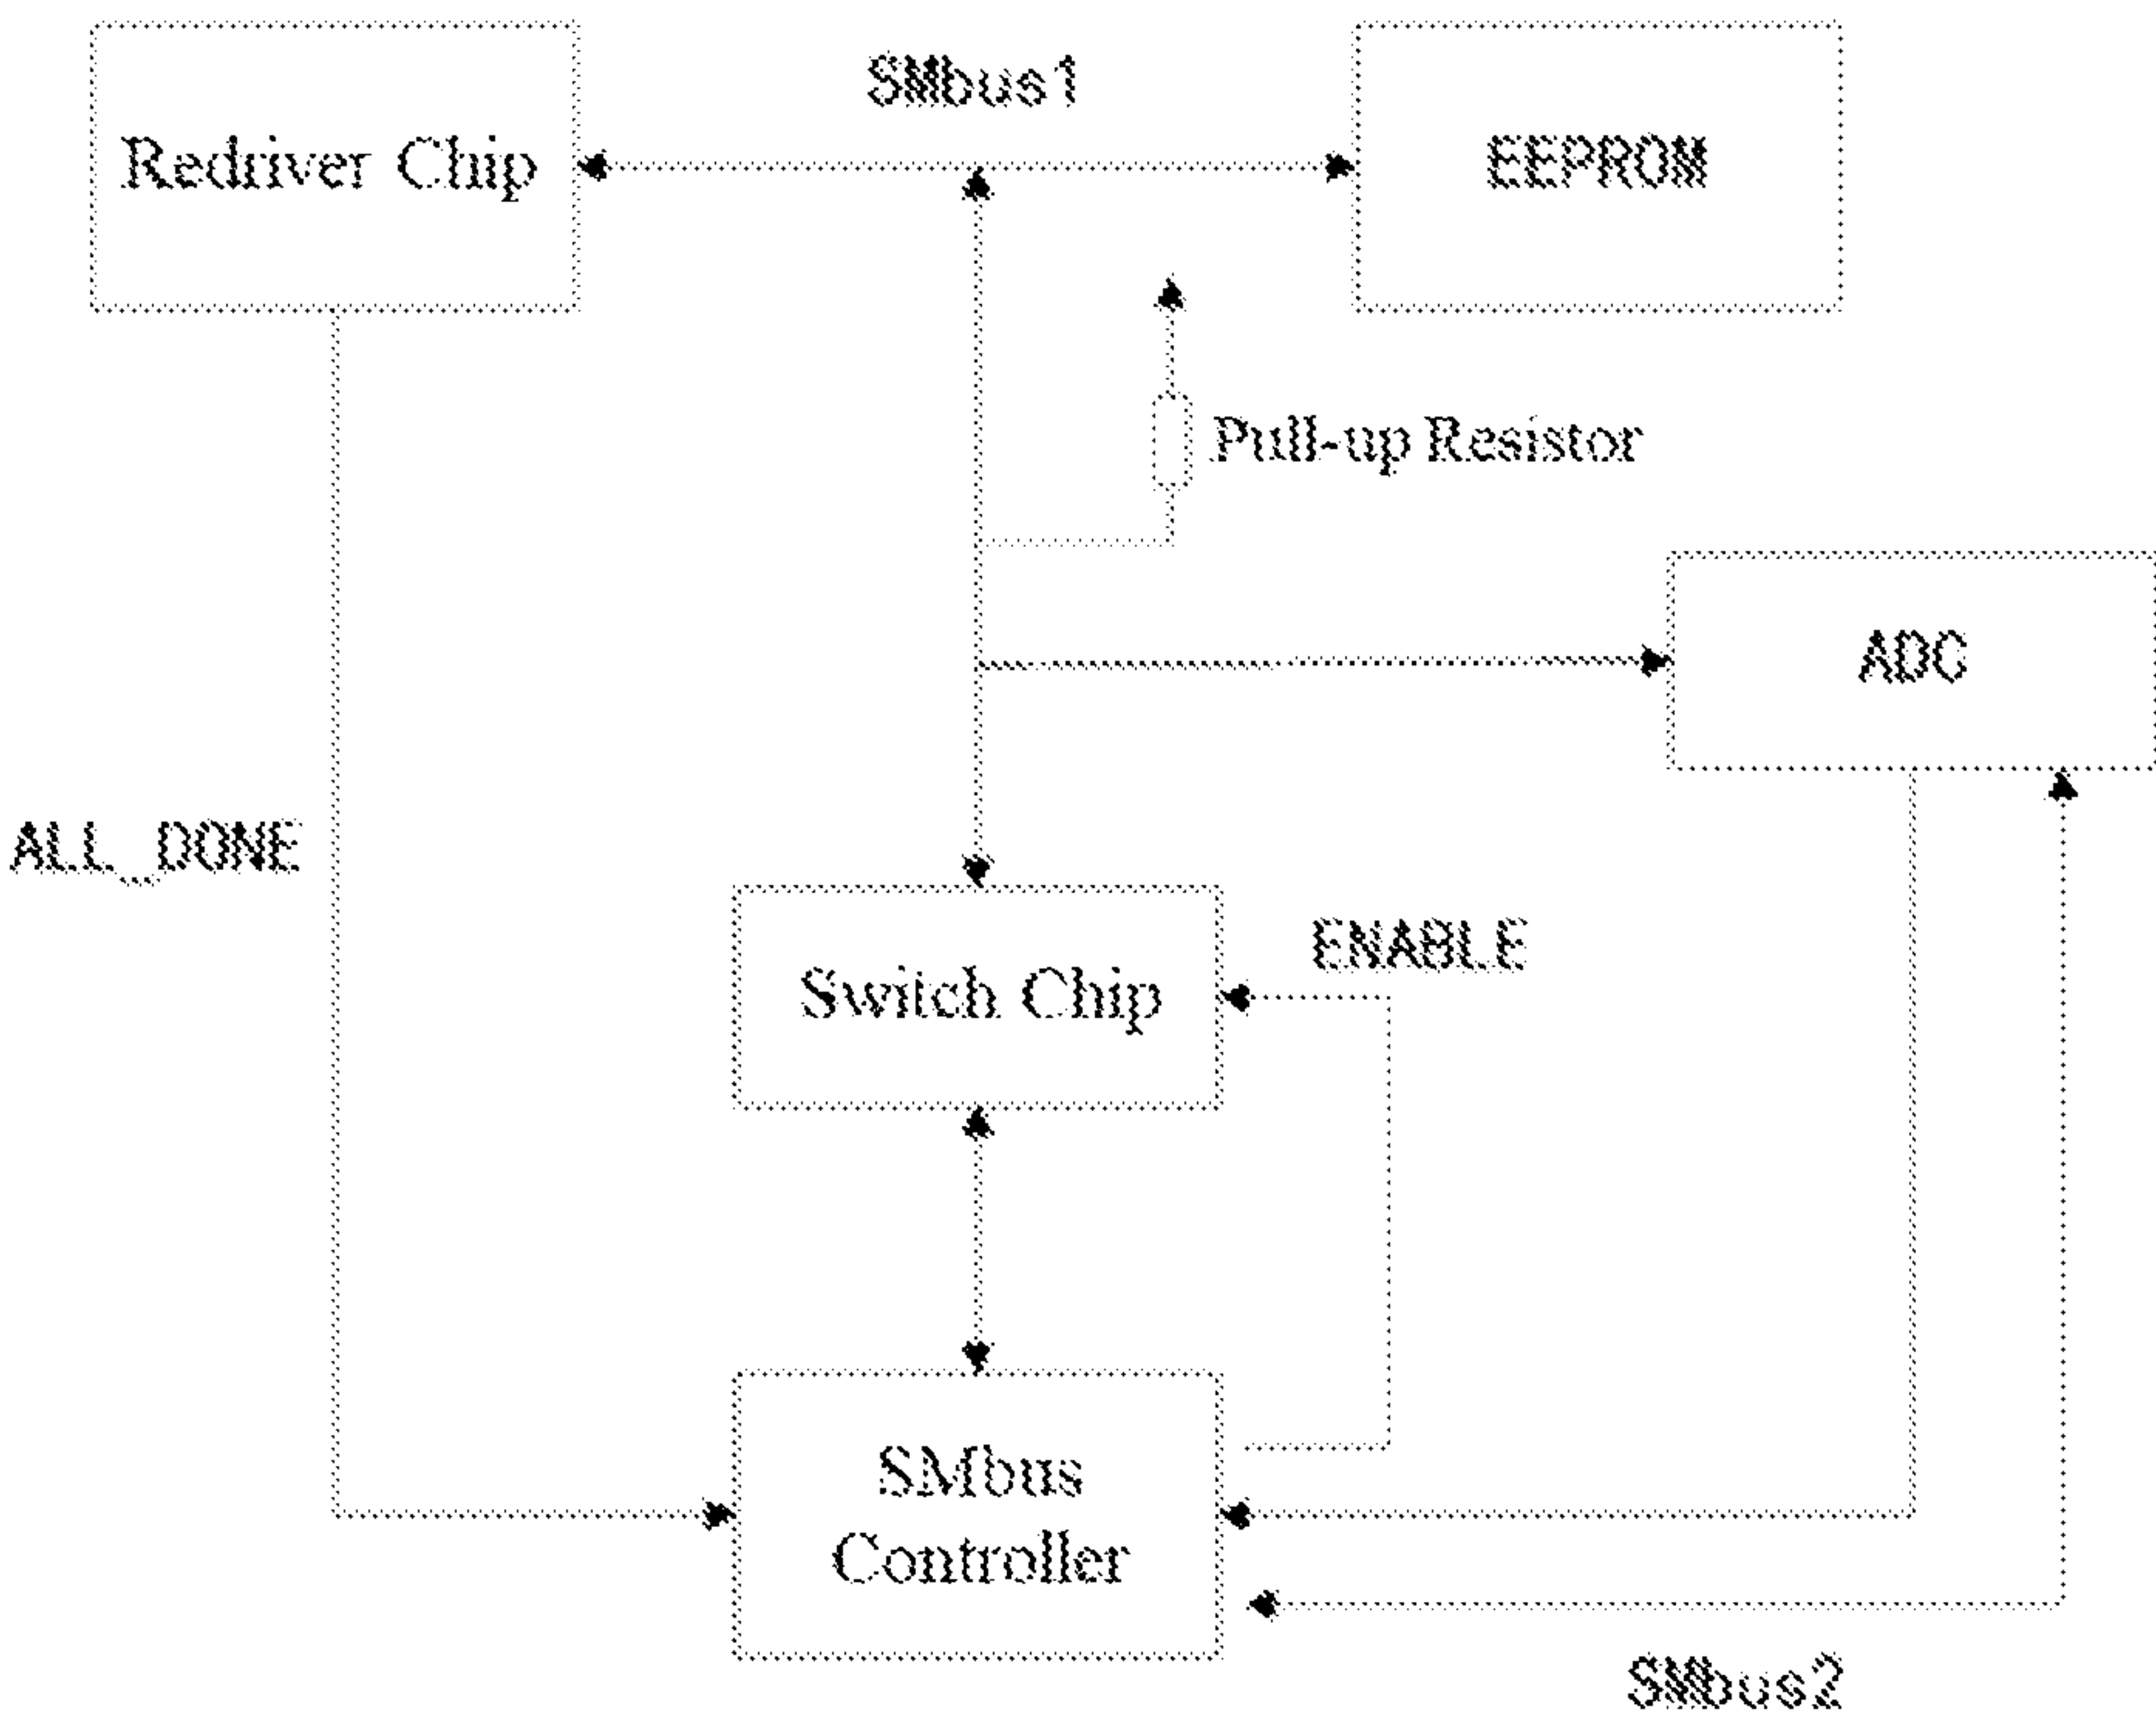 SMbus1
Redriver Chip
EEPROM
Pull-up Resistor
ADC
ALL_DONE
ENABLE
Switch Chip
SMbus
Controller
SMbus2